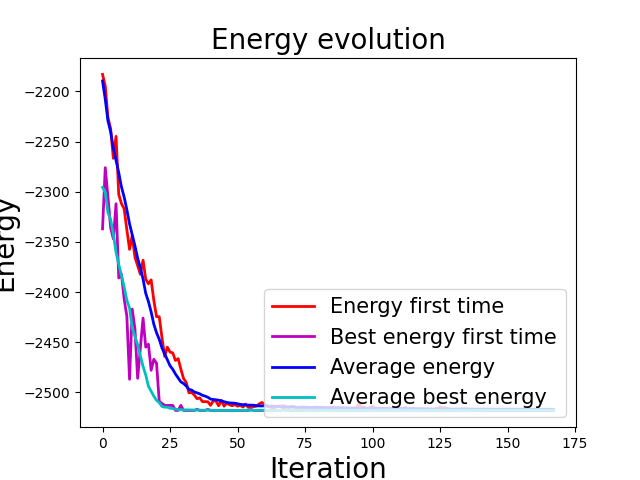 Energy evolution
Energy
−2200
−2250
−2300
−2350
−2400
−2450
−2500
Energy first time
Best energy first time
Average energy
Average best energy
0 25 50 75 100 125 150 175
Iteration